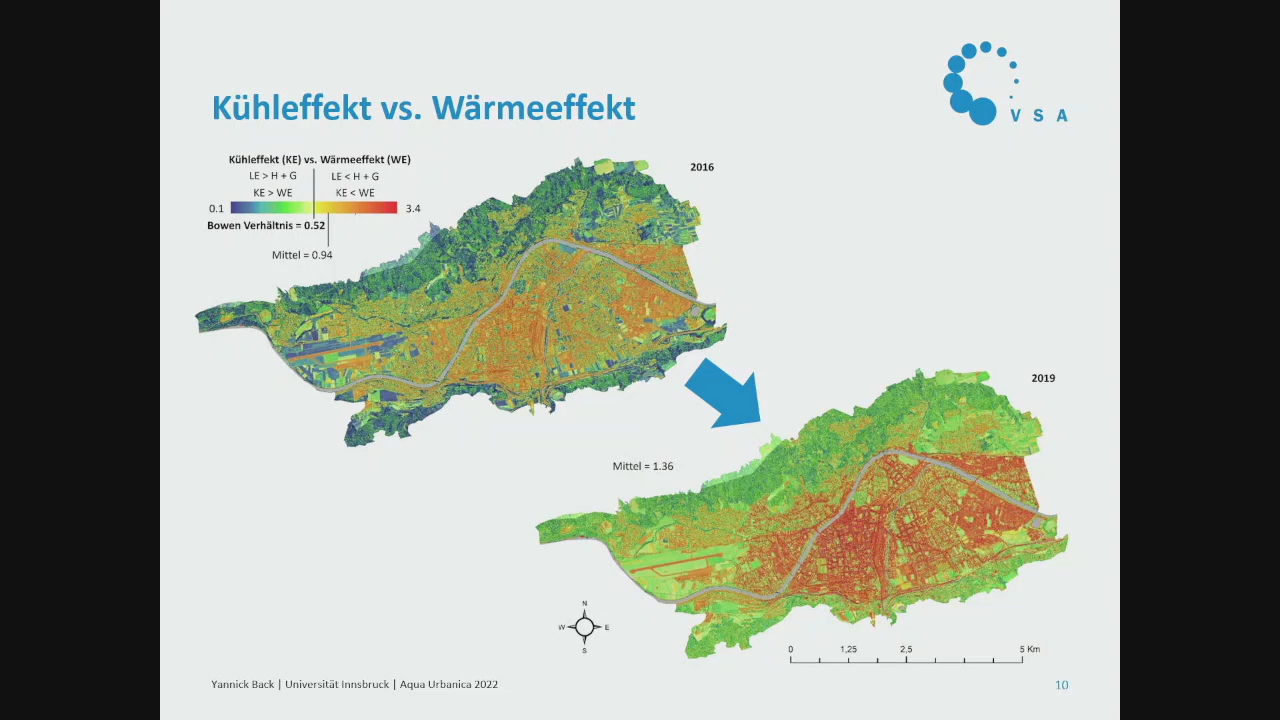 V S A
Kühleffekt vs. Wärmeeffekt
Kühleffekt (KE) vs. Wärmeeffekt (WE)
LE > H + G LE < H + G
KE > WE KE < WE
0.1 3.4
Bowen Verhältnis = 0.52
Mittel = 0.94
2016
2019
Mittel = 1.36
N
W E
S
0 1,25 2,5 5 Km
Yannick Back | Universität Innsbruck | Aqua Urbanica 2022
10